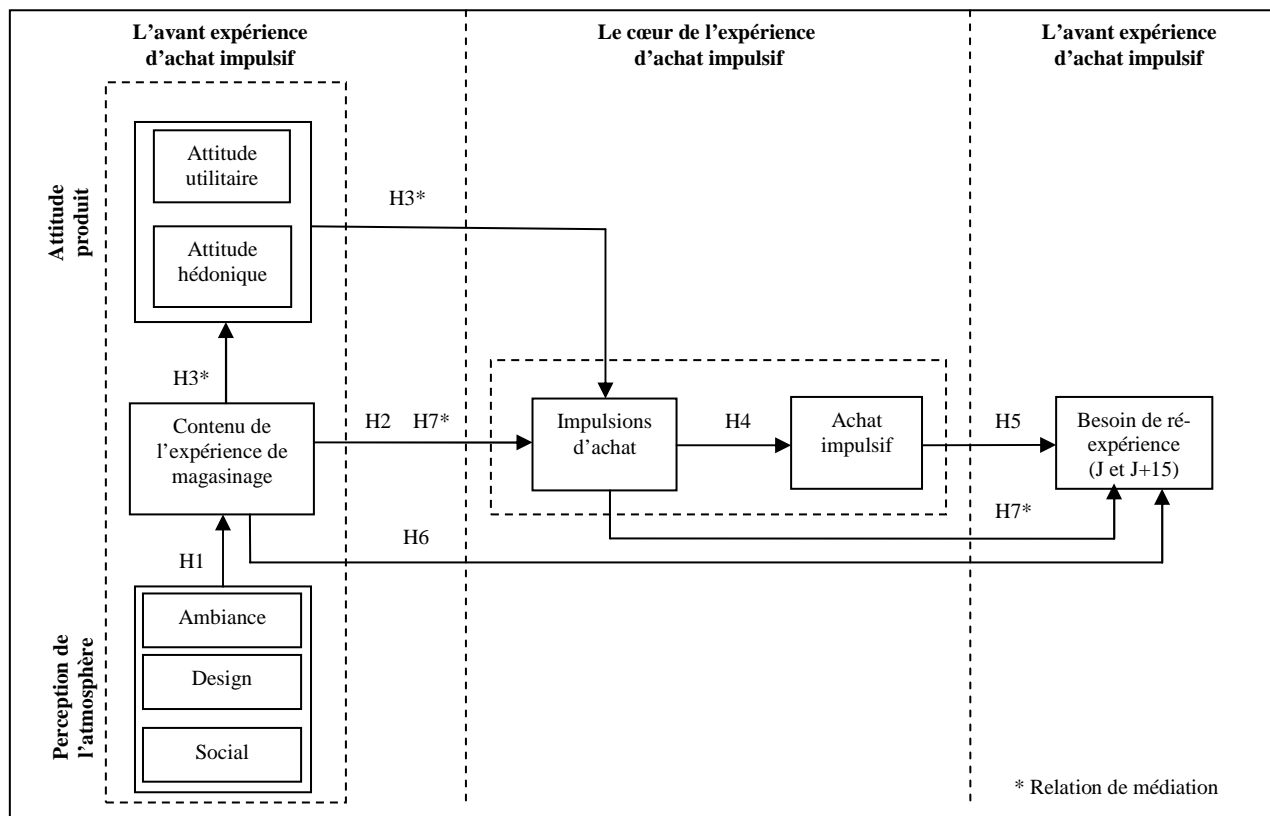 L'avant expérience
d'achat impulsif
Le cœur de l'expérience
d'achat impulsif
L'avant expérience
d'achat impulsif
Attitude
produit
Attitude
utilitaire
Attitude
hédonique
H3*
H3*
Contenu de
l'expérience de
magasinage
H2 H7*
Impulsions
d'achat
H4
Achat
impulsif
H5
Besoin de ré-
expérience
(J et J+15)
H7*
H6
H1
Perception de
l'atmosphère
Ambiance
Design
Social
* Relation de médiation